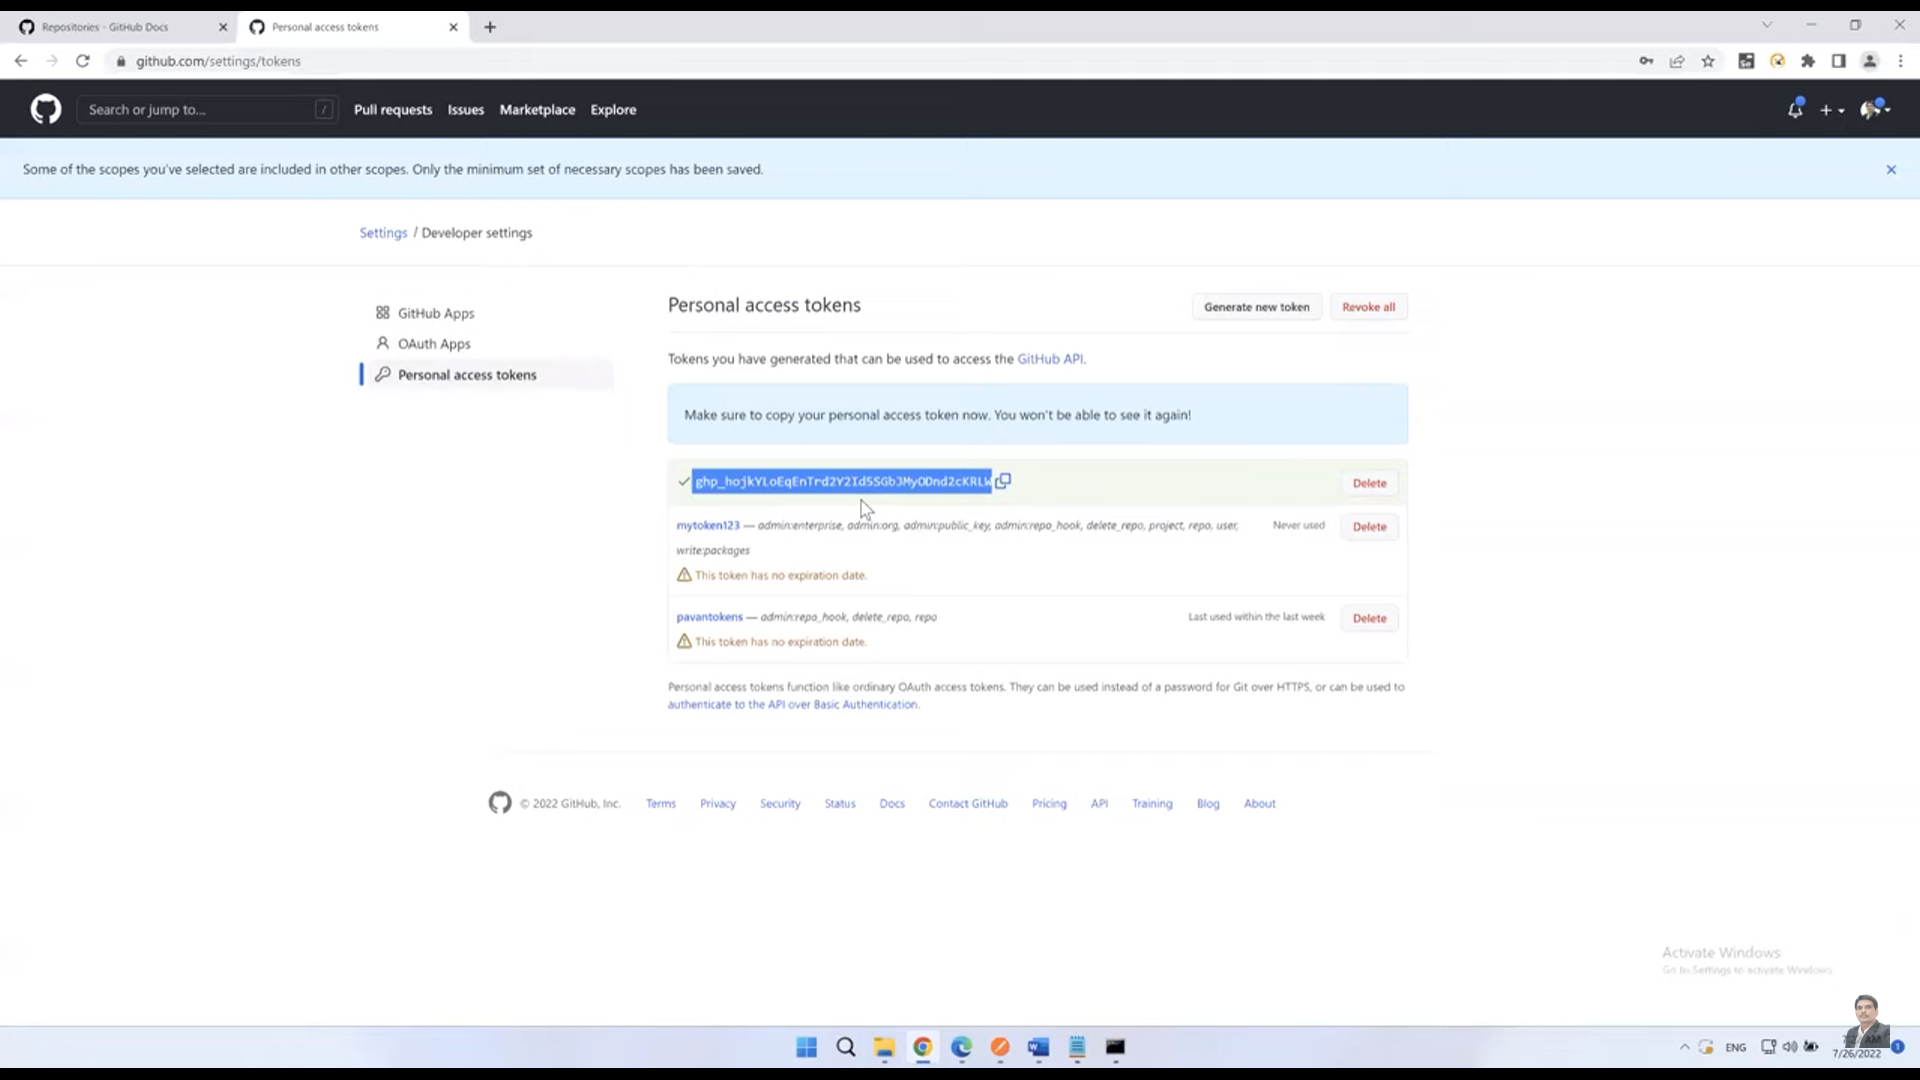 Repositories - GitHub Docs
Personal access tokens
github.com/settings/tokens
Search or jump to...
/
Pull requests
Issues
Marketplace
Explore
Some of the scopes you've selected are included in other scopes. Only the minimum set of necessary scopes has been saved.
Settings / Developer settings
GitHub Apps
OAuth Apps
Personal access tokens
Personal access tokens
Generate new token
Revoke all
Tokens you have generated that can be used to access the GitHub API.
Make sure to copy your personal access token now. You won't be able to see it again!
Delete
mytoken123 — admin:enterprise, admin:org, admin:public_key, admin:repo_hook, delete_repo, project, repo, user,
write:packages
Never used
Delete
This token has no expiration date.
pavantokens — admin:repo_hook, delete_repo, repo
Last used within the last week
Delete
This token has no expiration date.
Personal access tokens function like ordinary OAuth access tokens. They can be used instead of a password for Git over HTTPS, or can be used to
authenticate to the API over Basic Authentication.
© 2022 GitHub, Inc.
Terms
Privacy
Security
Status
Docs
Contact GitHub
Pricing
API
Training
Blog
About
Activate Windows
Go to Settings to activate Windows.
ENG
7/26/2022
1